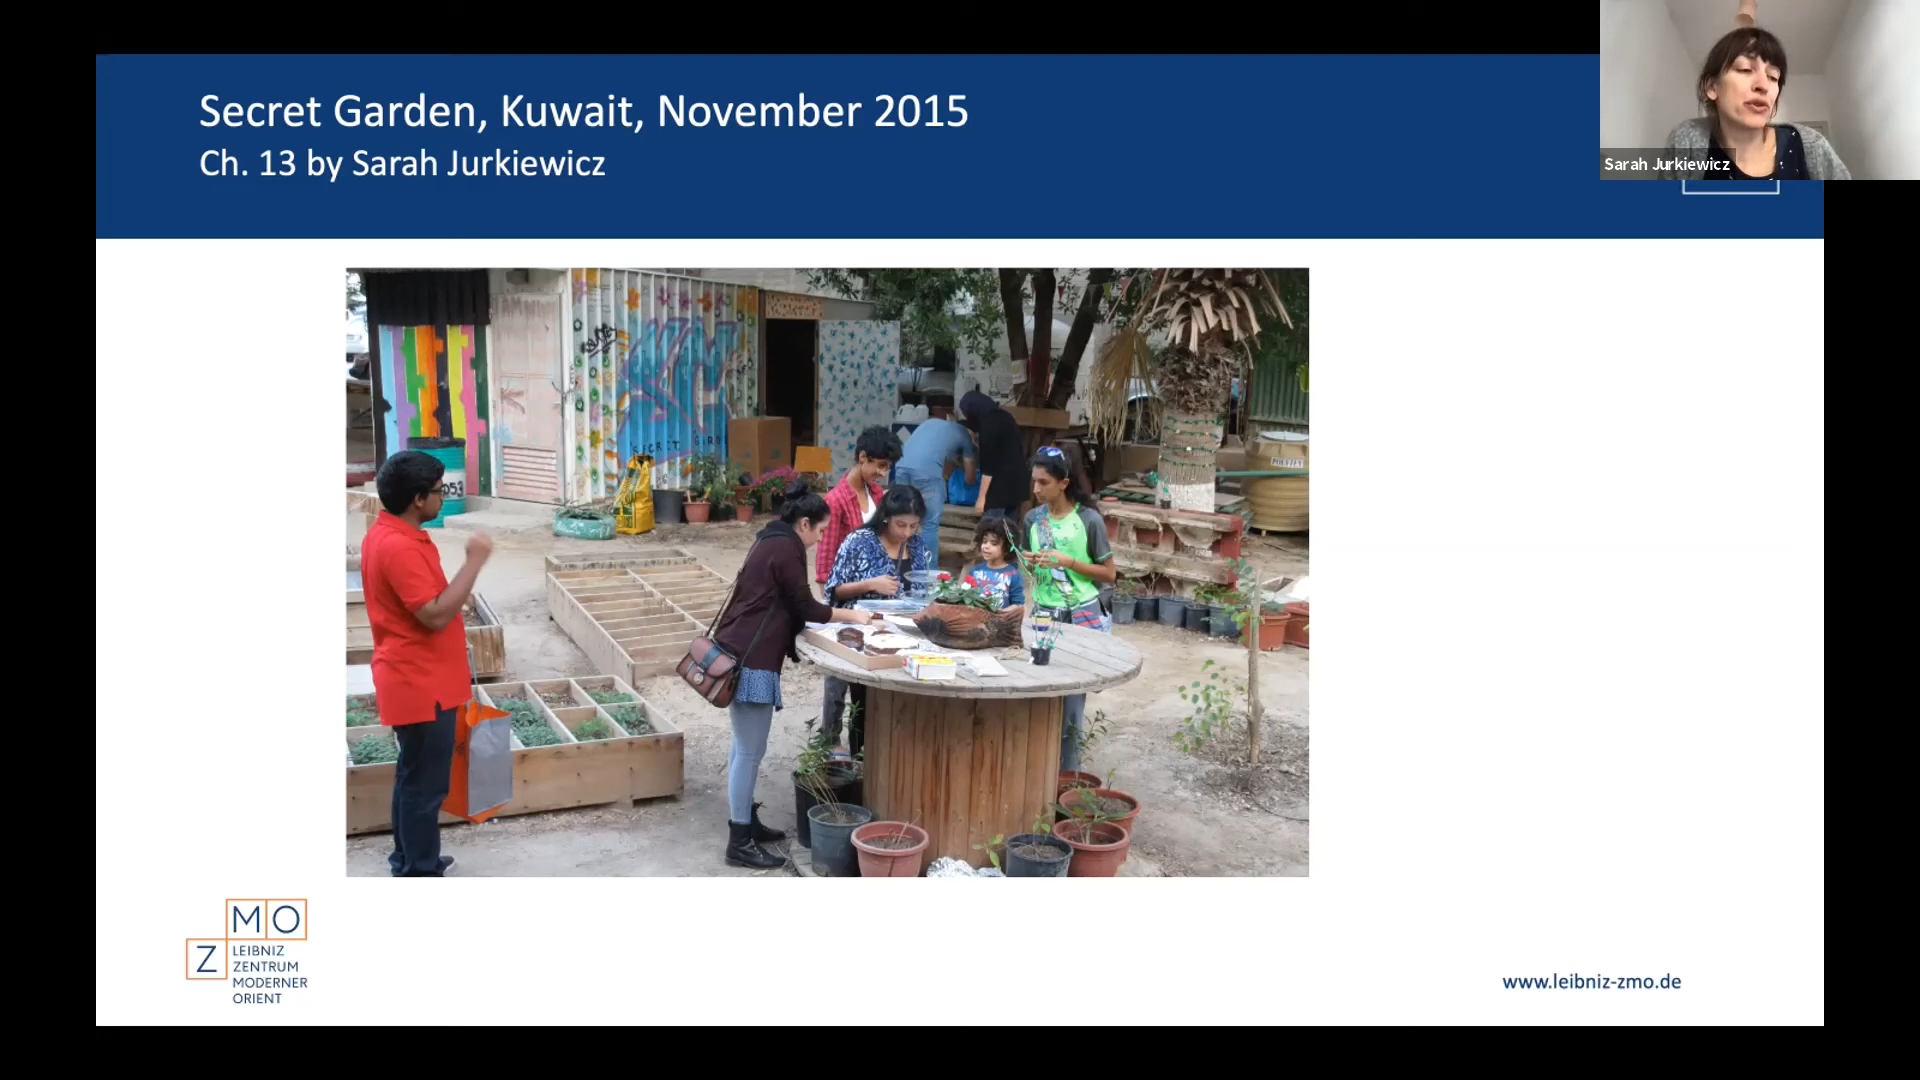 Secret Garden, Kuwait, November 2015
Ch. 13 by Sarah Jurkiewicz
Sarah Jurkiewicz
SECRET
MO
Z
LEIBNIZ
ZENTRUM
MODERNER
ORIENT
www.leibniz-zmo.de